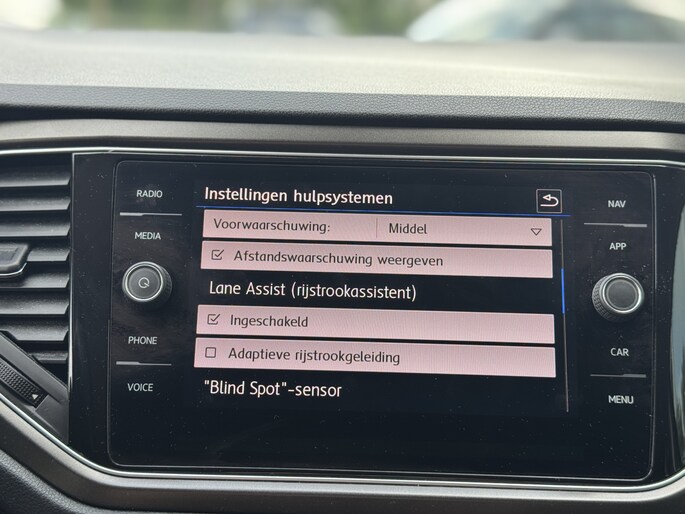 RADIO
MEDIA
PHONE
VOICE
Instellingen hulpsystemen
Voorwaarschuwing: Middel
Afstandswaarschuwing weergeven
Lane Assist (rijstrookassistent)
Ingeschakeld
Adaptieve rijstrookgeleiding
"Blind Spot"-sensor
NAV
APP
CAR
MENU